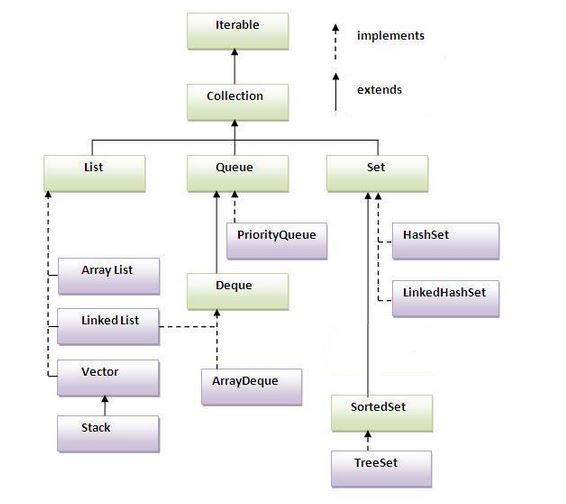 Iterable
implements
extends
Collection
List
Queue
Set
PriorityQueue
HashSet
Array List
Deque
LinkedHashSet
Linked List
Vector
ArrayDeque
SortedSet
Stack
TreeSet